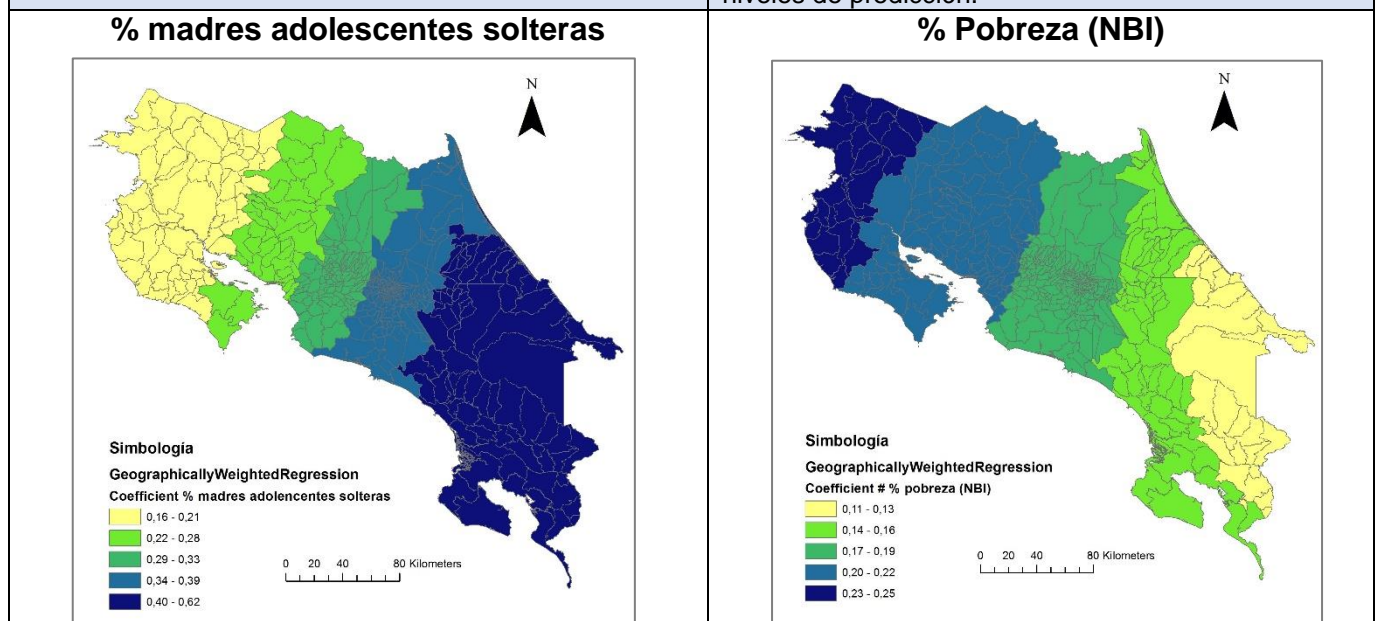 niveles de predicción.
% madres adolescentes solteras
% Pobreza (NBI)
N
Simbología
GeographicallyWeightedRegression
Coefficient % madres adolencentes solteras
0,16 - 0,21
0,22 - 0,28
0,29 - 0,33
0,34 - 0,39
0,40 - 0,62
0 20 40 80 Kilometers
N
Simbología
GeographicallyWeightedRegression
Coefficient # % pobreza (NBI)
0,11 - 0,13
0,14 - 0,16
0,17 - 0,19
0,20 - 0,22
0,23 - 0,25
0 20 40 80 Kilometers